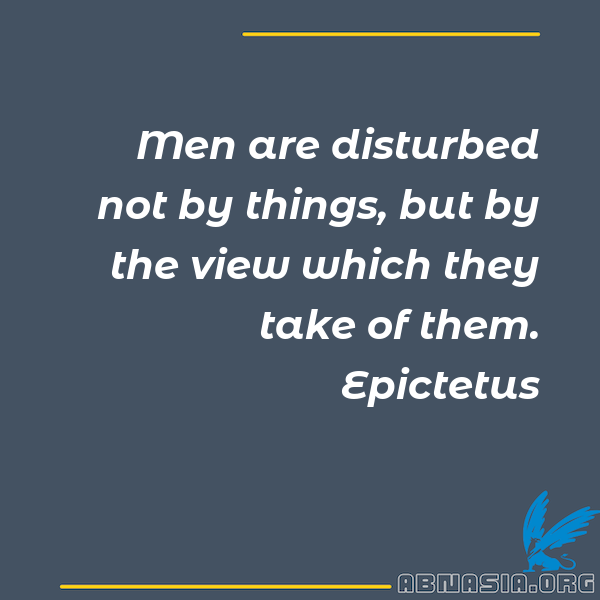 Men are disturbed
not by things, but by
the view which they
take of them.
Epictetus
ABNASIA.ORG